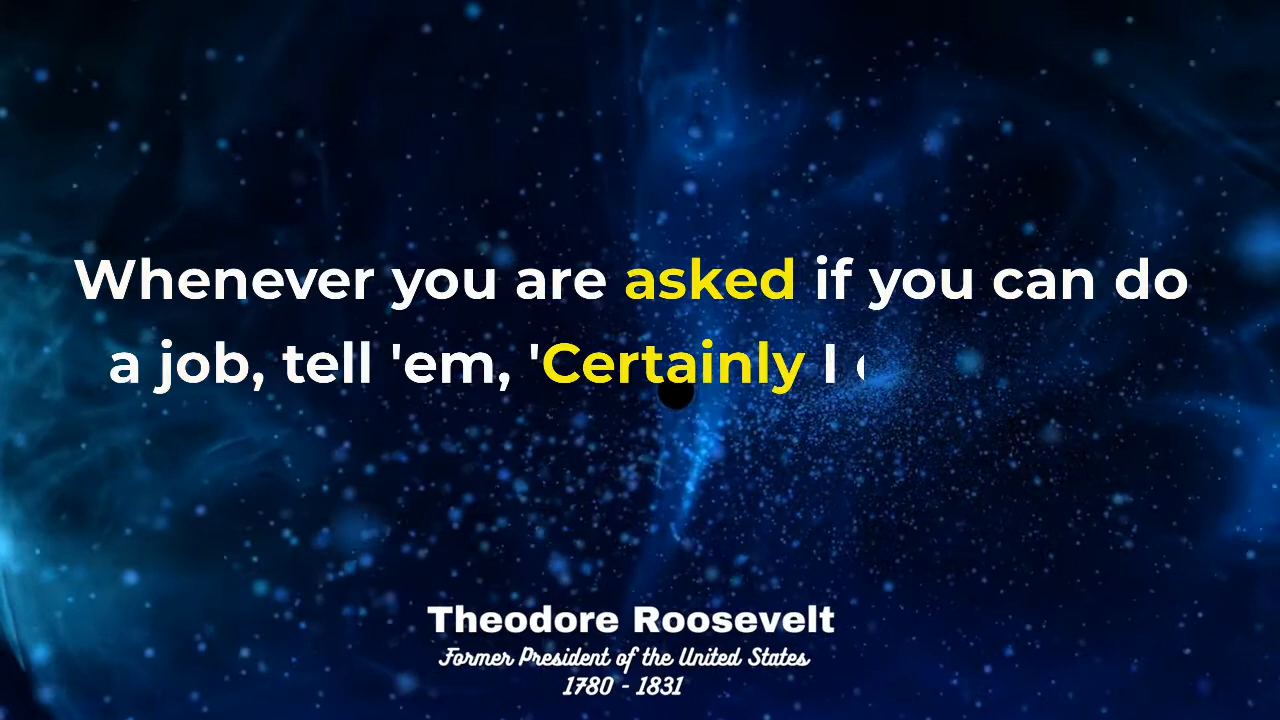 Whenever you are asked if you can do
a job, tell 'em, 'Certainly I
Theodore Roosevelt
Former President of the United States
1780 - 1831